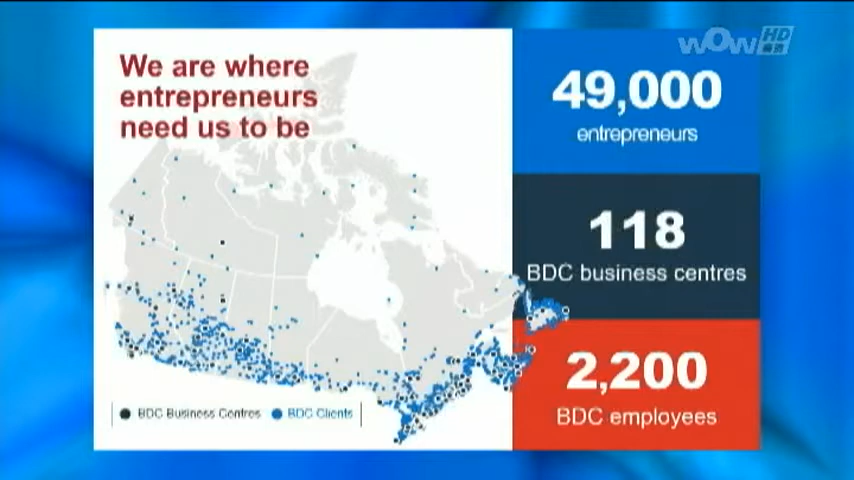 We are where
entrepreneurs
need us to be
wOw HD
49,000
entrepreneurs
118
BDC business centres
2,200
BDC employees
BDC Business Centres
BDC Clients